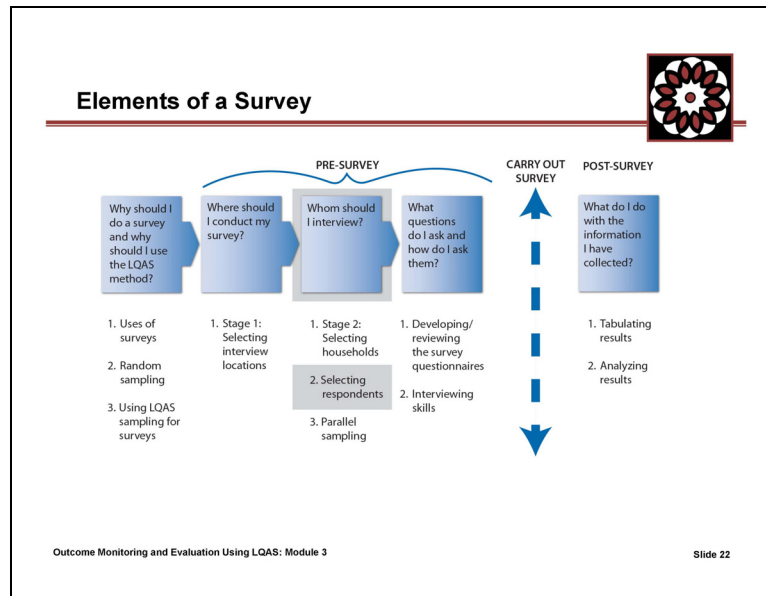 Elements of a Survey
PRE-SURVEY
CARRY OUT
SURVEY
POST-SURVEY
Why should I
do a survey
and why
should I use
the LQAS
method?
Where should
I conduct my
survey?
Whom should
I interview?
What
questions
do I ask and
how do I ask
them?
What do I do
with the
information
I have
collected?
1. Uses of
surveys
2. Random
sampling
3. Using LQAS
sampling for
surveys
1. Stage 1:
Selecting
interview
locations
1. Stage 2:
Selecting
households
2. Selecting
respondents
3. Parallel
sampling
1. Developing/
reviewing
the survey
questionnaires
2. Interviewing
skills
1. Tabulating
results
2. Analyzing
results
Outcome Monitoring and Evaluation Using LQAS: Module 3
Slide 22